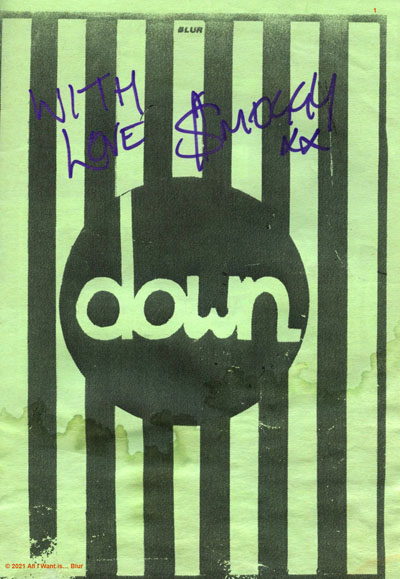 1
BLUR
WITH
LOVE $MOGGY
XX
down
© 2021 All I Want is... Blur